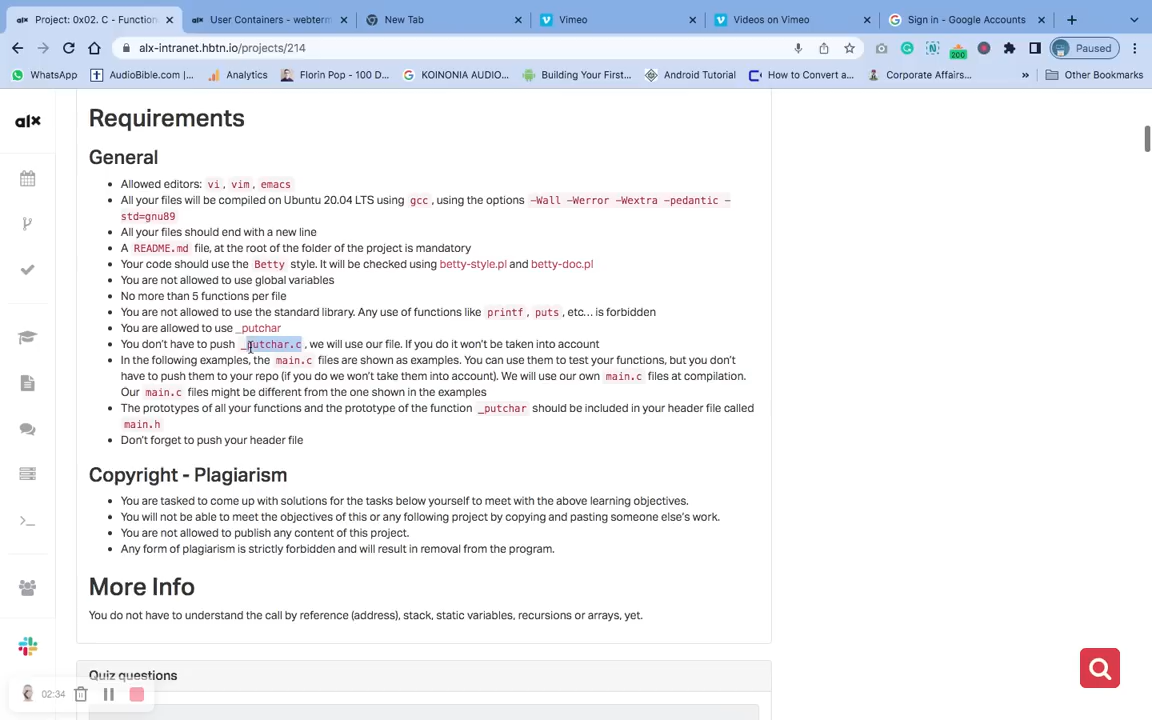 Project: 0x02. C - Function
User Containers - webterm
New Tab
Vimeo
Videos on Vimeo
Sign in - Google Accounts
alx-intranet.hbtn.io/projects/214
200
Paused
WhatsApp
AudioBible.com |...
Analytics
Florin Pop - 100 D...
KOINONIA AUDIO...
Building Your First...
Android Tutorial
How to Convert a...
Corporate Affairs...
»
Other Bookmarks
alx
Requirements
General
Allowed editors: vi, vim, emacs
All your files will be compiled on Ubuntu 20.04 LTS using gcc, using the options -Wall -Werror -Wextra -pedantic -
std=gnu89
All your files should end with a new line
A README.md file, at the root of the folder of the project is mandatory
Your code should use the Betty style. It will be checked using betty-style.pl and betty-doc.pl
You are not allowed to use global variables
No more than 5 functions per file
You are not allowed to use the standard library. Any use of functions like printf, puts, etc… is forbidden
You are allowed to use _putchar
You don't have to push _putchar.c, we will use our file. If you do it won't be taken into account
In the following examples, the main.c files are shown as examples. You can use them to test your functions, but you don't
have to push them to your repo (if you do we won't take them into account). We will use our own main.c files at compilation.
Our main.c files might be different from the one shown in the examples
The prototypes of all your functions and the prototype of the function _putchar should be included in your header file called
main.h
Don't forget to push your header file
Copyright - Plagiarism
You are tasked to come up with solutions for the tasks below yourself to meet with the above learning objectives.
You will not be able to meet the objectives of this or any following project by copying and pasting someone else's work.
You are not allowed to publish any content of this project.
Any form of plagiarism is strictly forbidden and will result in removal from the program.
More Info
You do not have to understand the call by reference (address), stack, static variables, recursions or arrays, yet.
Quiz questions
02:34